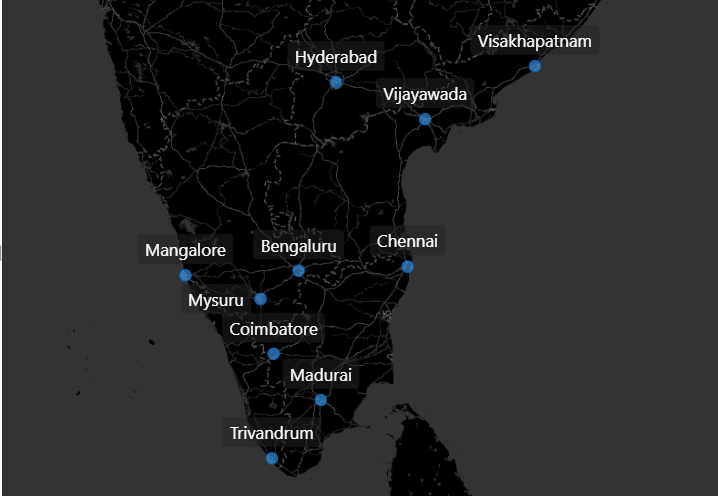 Visakhapatnam
Hyderabad
Vijayawada
Chennai
Bengaluru
Mangalore
Mysuru
Coimbatore
Madurai
Trivandrum